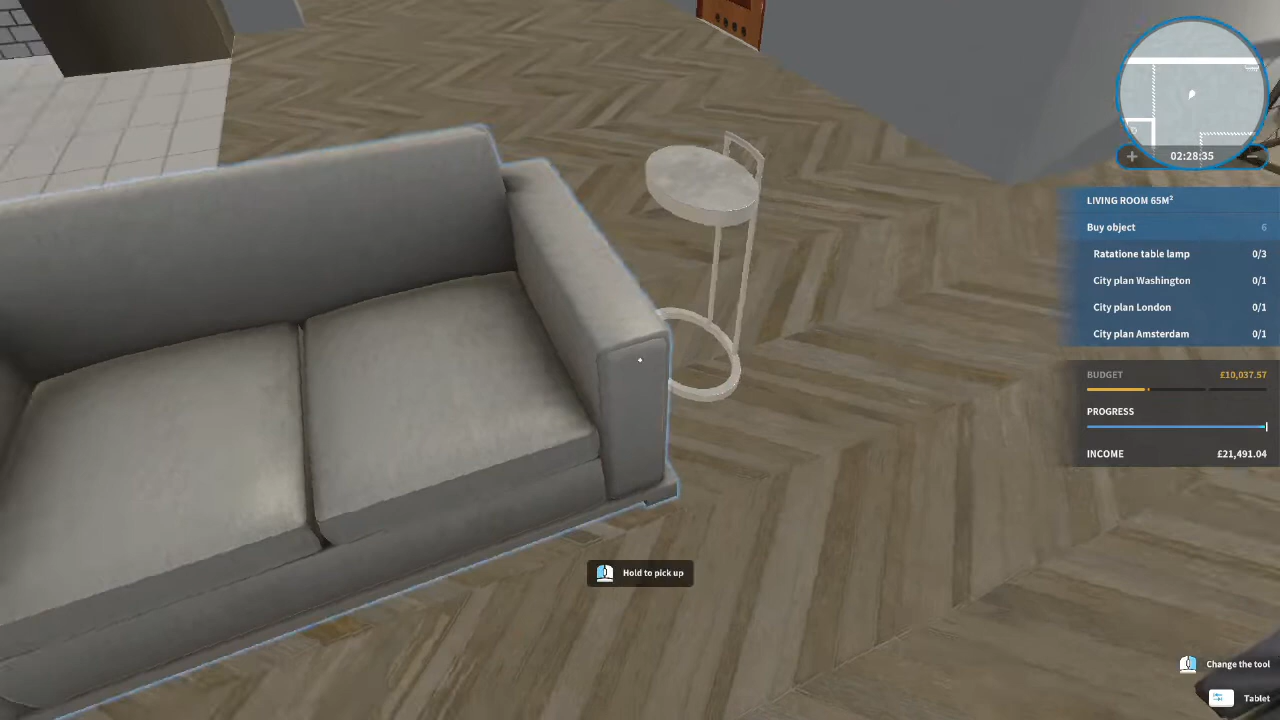 02:28:35
LIVING ROOM 65M²
Buy object 6
Ratatione table lamp 0/3
City plan Washington 0/1
City plan London 0/1
City plan Amsterdam 0/1
BUDGET £10,037.57
PROGRESS
INCOME £21,491.04
Hold to pick up
Change the tool
Tablet